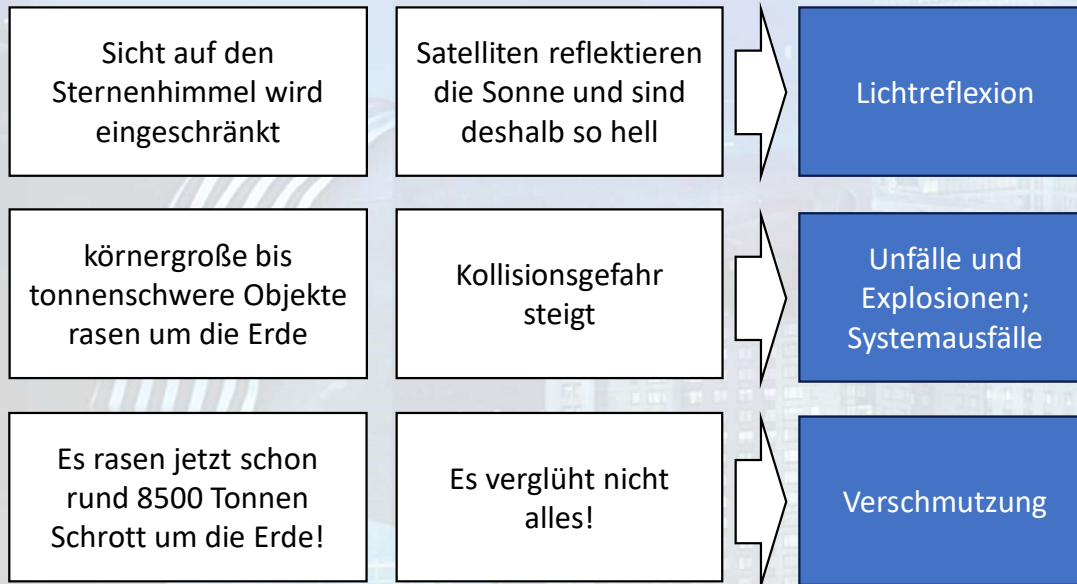 Sicht auf den
Sternenhimmel wird
eingeschränkt
Satelliten reflektieren
die Sonne und sind
deshalb so hell
Lichtreflexion
körnergroße bis
tonnenschwere Objekte
rasen um die Erde
Kollisionsgefahr
steigt
Unfälle und
Explosionen;
Systemausfälle
Es rasen jetzt schon
rund 8500 Tonnen
Schrott um die Erde!
Es verglüht nicht
alles!
Verschmutzung